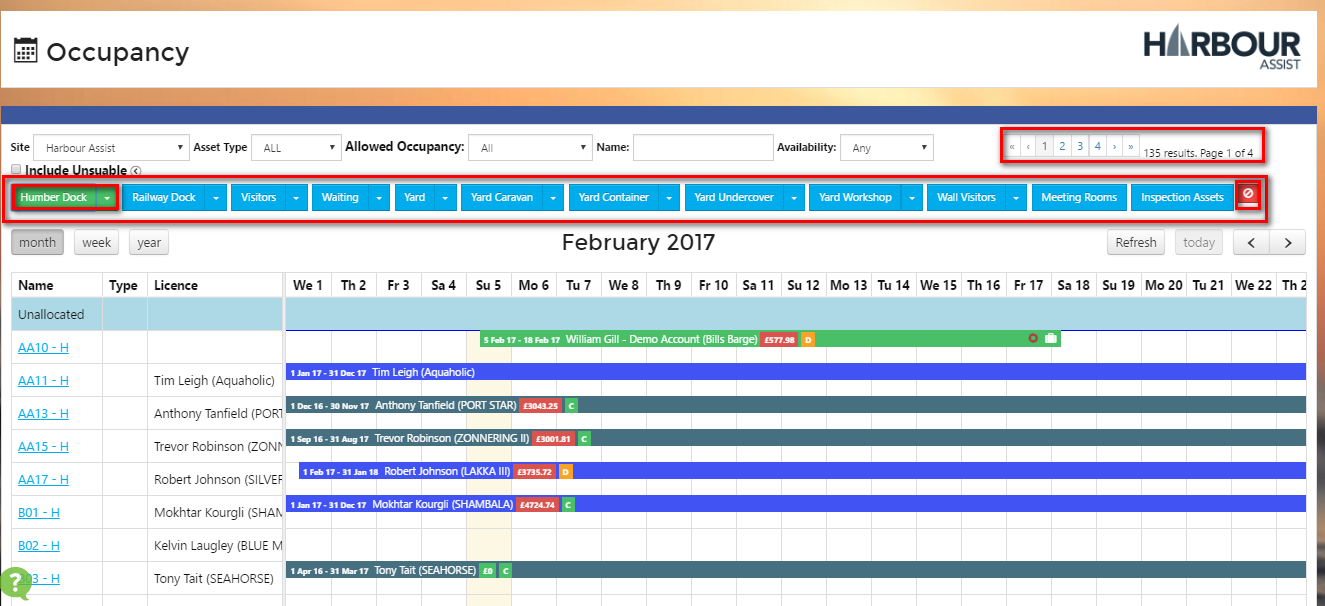 Occupancy
HARBOUR
ASSIST
Site Harbour Assist Asset Type ALL Allowed Occupancy: All Name: Availability: Any « ‹ 1 2 3 4 › » 135 results. Page 1 of 4
Include Unsuable
Humber Dock Railway Dock Visitors Waiting Yard Yard Caravan Yard Container Yard Undercover Yard Workshop Wall Visitors Meeting Rooms Inspection Assets
month week year February 2017 Refresh today < >
Name Type Licence We 1 Th 2 Fr 3 Sa 4 Su 5 Mo 6 Tu 7 We 8 Th 9 Fr 10 Sa 11 Su 12 Mo 13 Tu 14 We 15 Th 16 Fr 17 Sa 18 Su 19 Mo 20 Tu 21 We 22 Th 2
Unallocated
AA10 - H 5 Feb 17 - 18 Feb 17 William Gill - Demo Account (Bills Barge) £577.98 D
AA11 - H Tim Leigh (Aquaholic) 1 Jan 17 - 31 Dec 17 Tim Leigh (Aquaholic)
AA13 - H Anthony Tanfield (PORT 1 Dec 16 - 30 Nov 17 Anthony Tanfield (PORT STAR) £3043.25 C
AA15 - H Trevor Robinson (ZONN 1 Sep 16 - 31 Aug 17 Trevor Robinson (ZONNERING II) £3001.81 C
AA17 - H Robert Johnson (SILVER 1 Feb 17 - 31 Jan 18 Robert Johnson (LAKKA III) £3735.72 D
B01 - H Mokhtar Kourgli (SHAM 1 Jan 17 - 31 Dec 17 Mokhtar Kourgli (SHAMBALA) £4724.74 C
B02 - H Kelvin Laugley (BLUE M
03 - H Tony Tait (SEAHORSE) 1 Apr 16 - 31 Mar 17 Tony Tait (SEAHORSE) £0 C
?